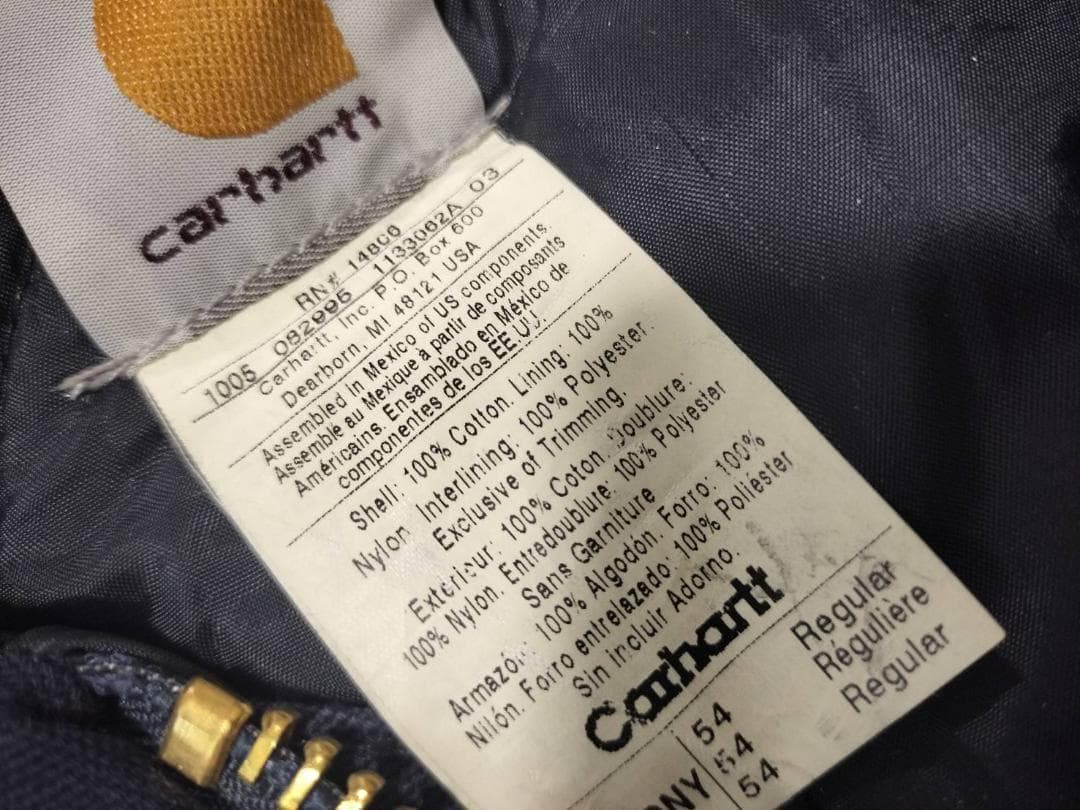 carhartt
RN# 14806
1005 082995 1133062A 03
Carhartt, Inc. P.O. Box 600
Dearborn, MI 48121 USA
Assembled in Mexico of US components.
Assemblé au Mexique à partir de composants
Américains. Ensamblado en México de
componentes de los EE.UU.
Shell: 100% Cotton. Lining: 100%
Nylon Interlining: 100% Polyester.
Exclusive of Trimming.
Extérieur: 100% Coton. Doublure:
100% Nylon. Entredoublure: 100% Polyester
Sans Garniture
Armazón: 100% Algodón. Forro: 100%
Nilón. Forro entrelazado: 100% Poliéster
Sin incluir Adorno.
Carhartt
Regular
Régulière
Regular
54
54
54